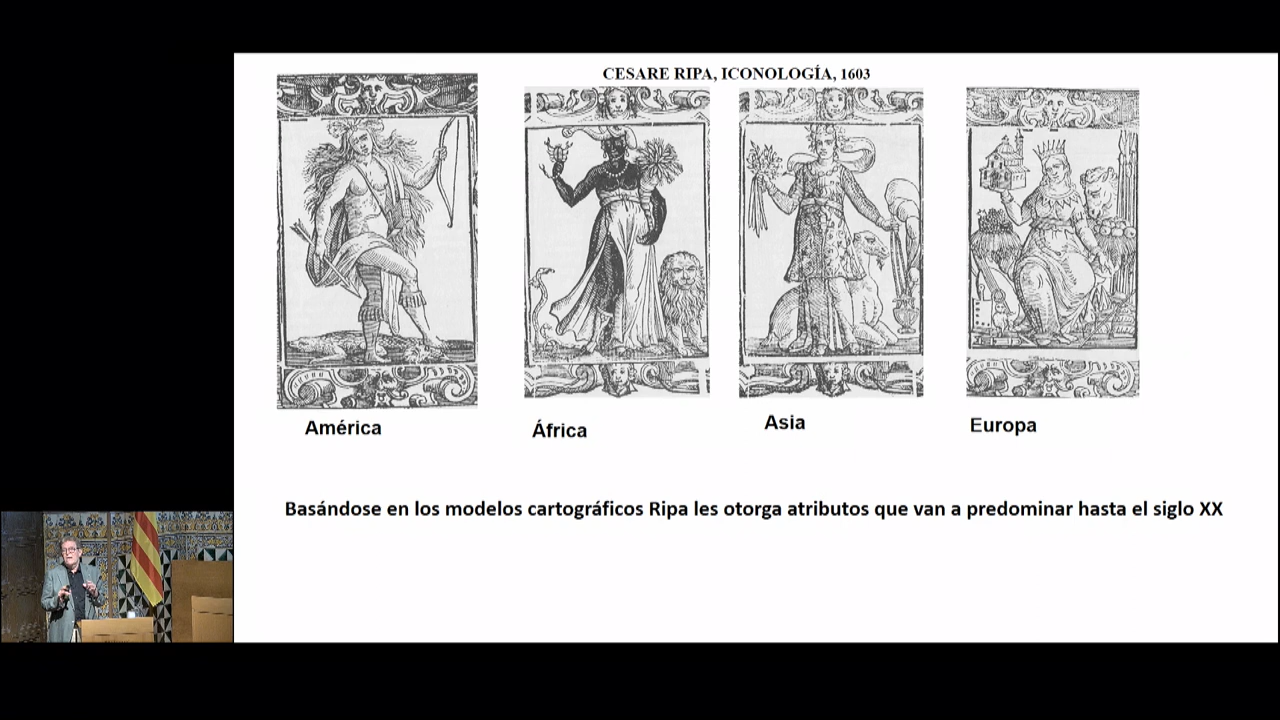 CESARE RIPA, ICONOLOGÍA, 1603
América
África
Asia
Europa
Basándose en los modelos cartográficos Ripa les otorga atributos que van a predominar hasta el siglo XX